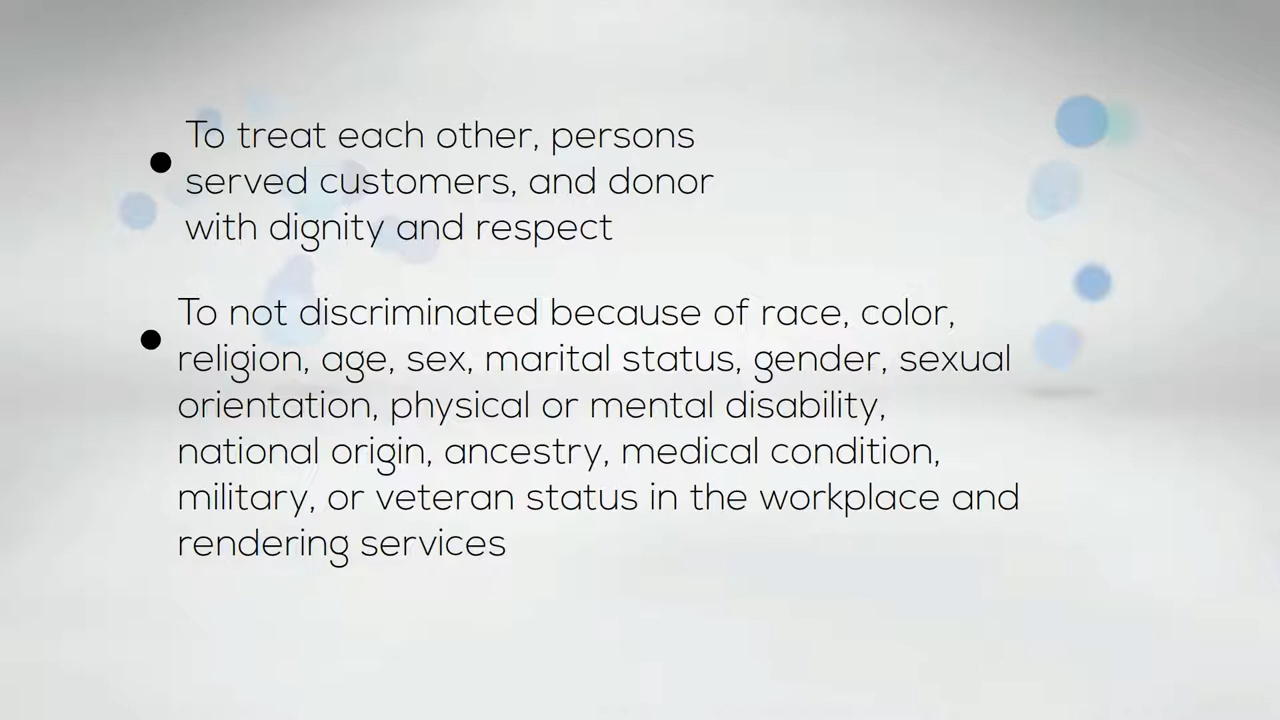 To treat each other, persons
served customers, and donor
with dignity and respect
To not discriminated because of race, color,
religion, age, sex, marital status, gender, sexual
orientation, physical or mental disability,
national origin, ancestry, medical condition,
military, or veteran status in the workplace and
rendering services